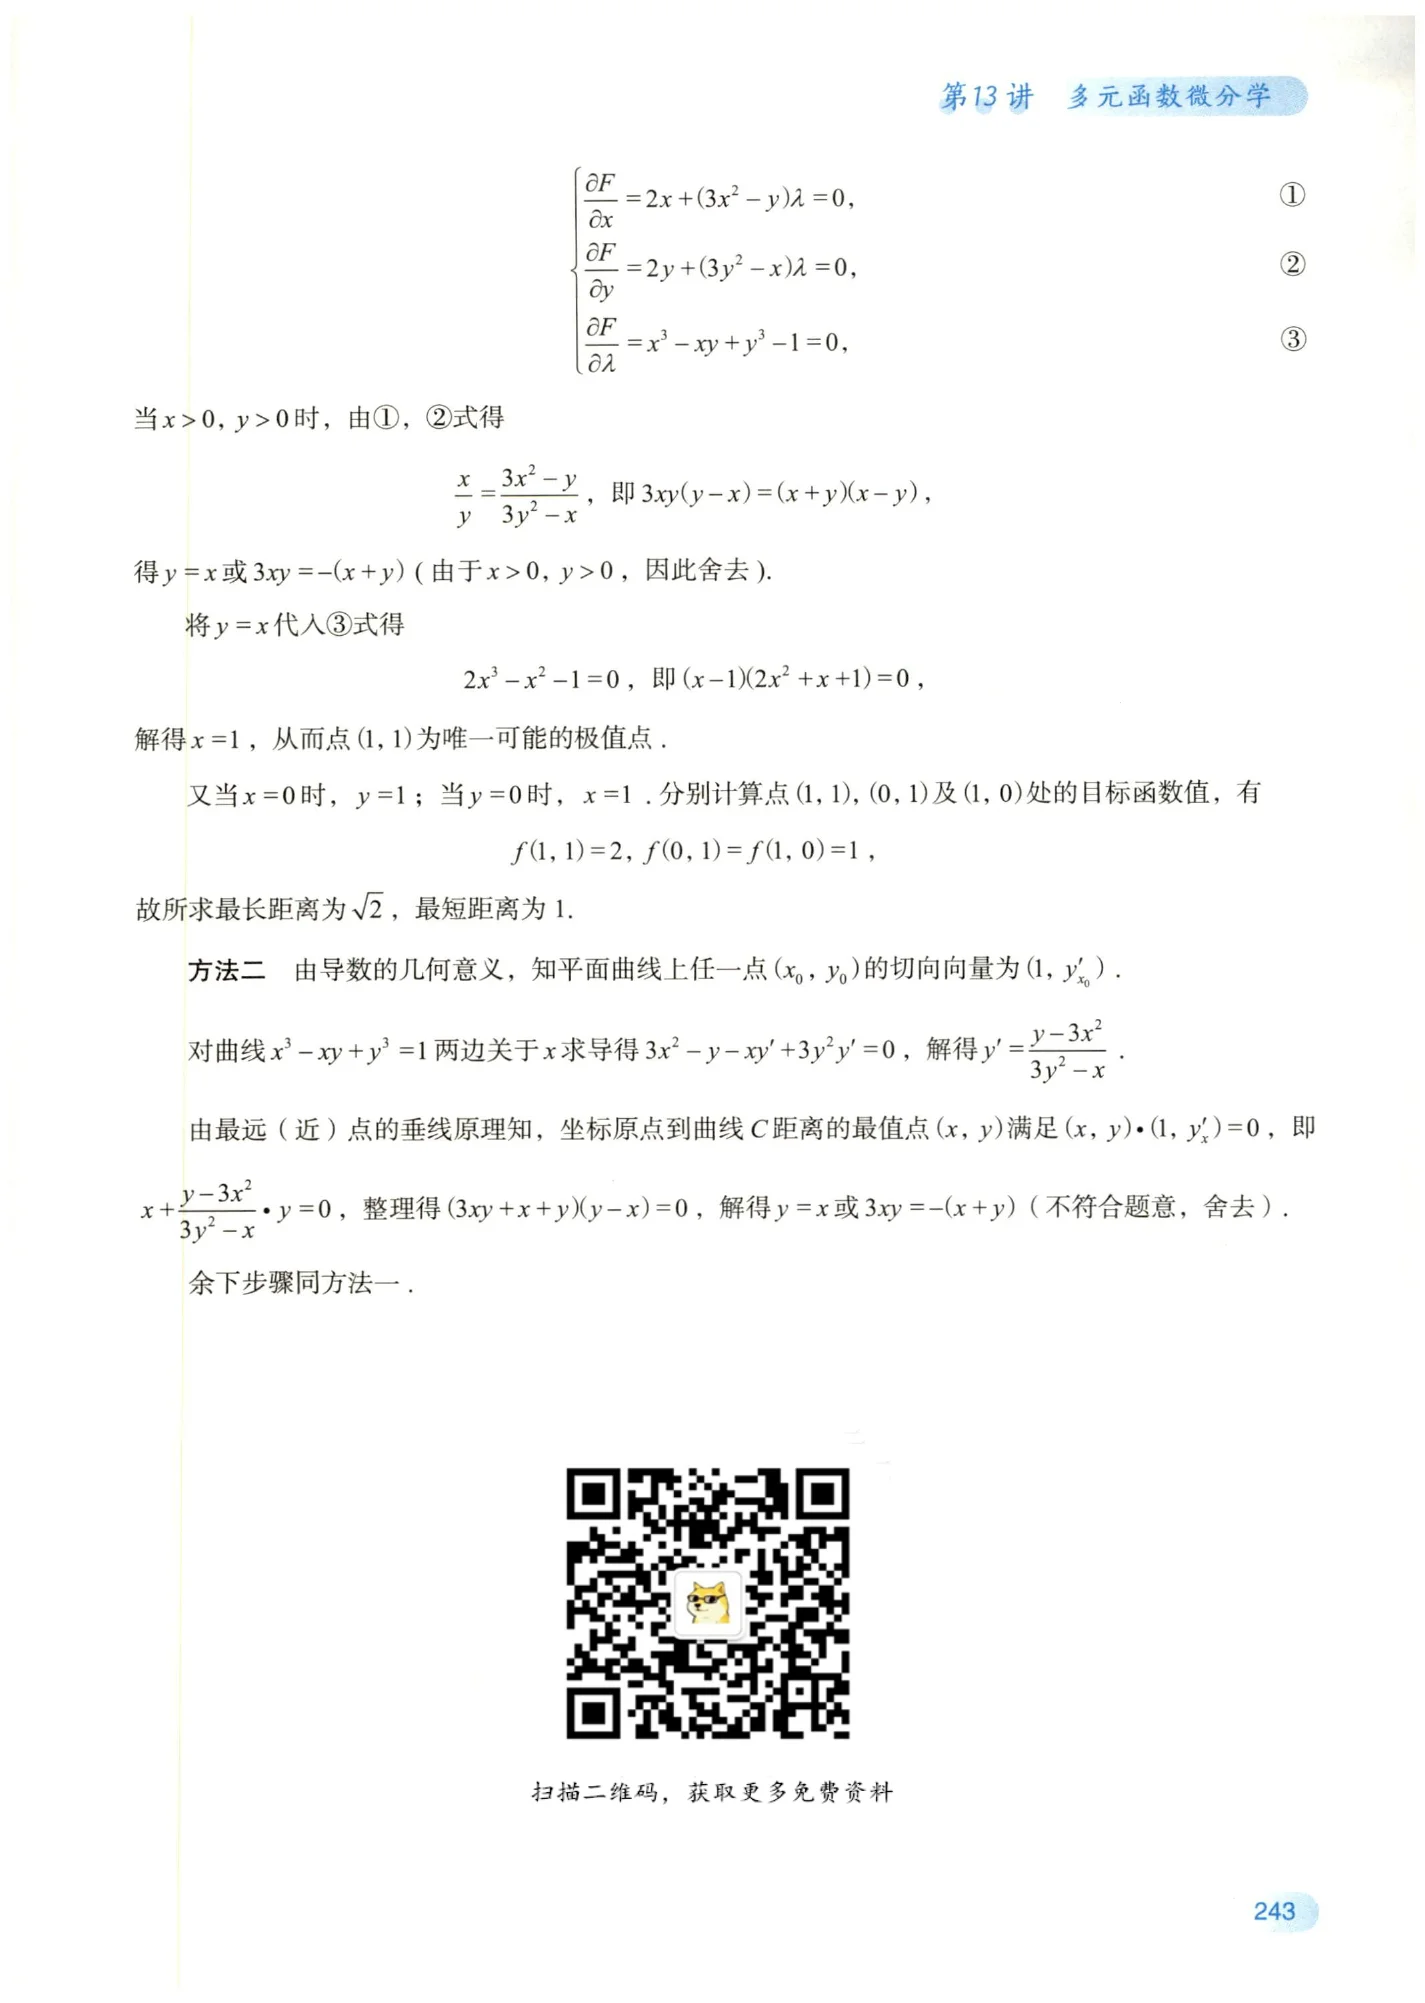 第13讲 多元函数微分学
∂F/∂x =2x+(3x²−y)λ=0, ①
∂F/∂y =2y+(3y²−x)λ=0, ②
∂F/∂λ =x³−xy+y³−1=0, ③
当x>0, y>0时，由①，②式得
x/y = (3x²−y)/(3y²−x)，即3xy(y−x)=(x+y)(x−y)，
得y=x或3xy=−(x+y)(由于x>0, y>0，因此舍去).
将y=x代入③式得
2x³−x²−1=0，即(x−1)(2x²+x+1)=0，
解得x=1，从而点(1, 1)为唯一可能的极值点.
又当x=0时，y=1；当y=0时，x=1.分别计算点(1, 1), (0, 1)及(1, 0)处的目标函数值，有
f(1, 1)=2, f(0, 1)=f(1, 0)=1，
故所求最长距离为√2，最短距离为1.
方法二 由导数的几何意义，知平面曲线上任一点(x₀, y₀)的切向向量为(1, y′ₓ₀).
对曲线x³−xy+y³=1两边关于x求导得3x²−y−xy′+3y²y′=0，解得y′=(y−3x²)/(3y²−x).
由最远（近）点的垂线原理知，坐标原点到曲线C距离的最值点(x, y)满足(x, y)•(1, y′ₓ)=0，即
x+(y−3x²)/(3y²−x)•y=0，整理得(3xy+x+y)(y−x)=0，解得y=x或3xy=−(x+y)（不符合题意，舍去）.
余下步骤同方法一.
扫描二维码，获取更多免费资料
243